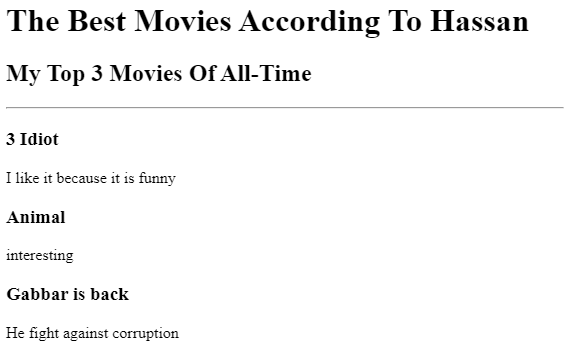 The Best Movies According To Hassan
My Top 3 Movies Of All-Time
3 Idiot
I like it because it is funny
Animal
interesting
Gabbar is back
He fight against corruption